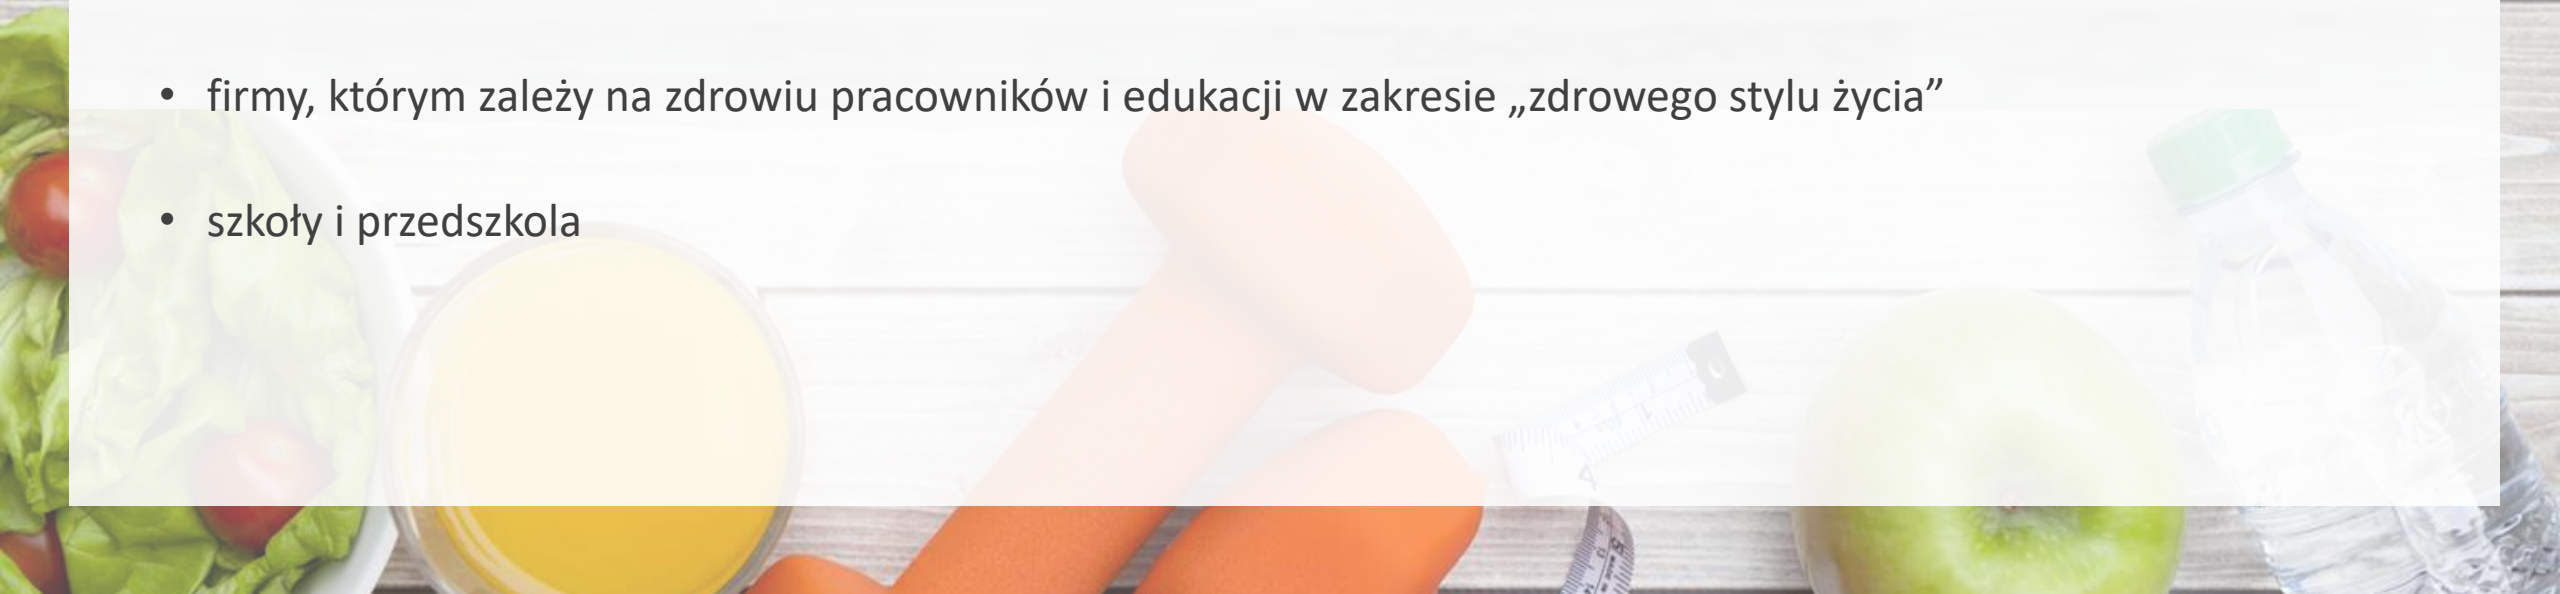 • firmy, którym zależy na zdrowiu pracowników i edukacji w zakresie „zdrowego stylu życia”
• szkoły i przedszkola